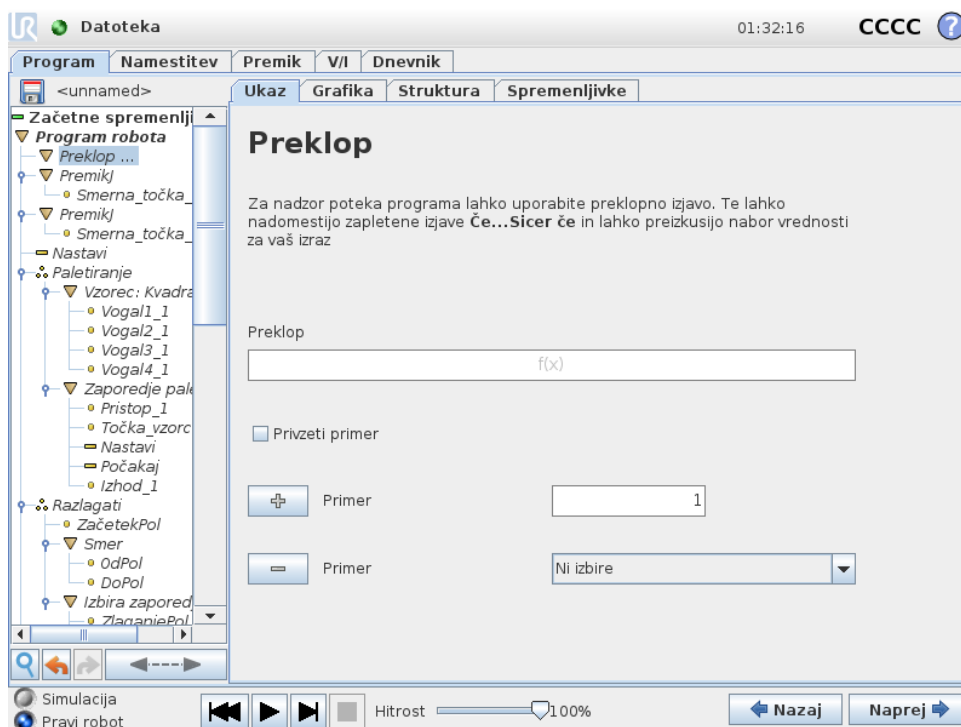 UR Datoteka 01:32:16 CCCC ?
Program Namestitev Premik V/I Dnevnik
<unnamed>
Ukaz Grafika Struktura Spremenljivke
Začetne spremenlji
Program robota
Preklop ...
PremikJ
Smerna_točka_
PremikJ
Smerna_točka_
Nastavi
Paletiranje
Vzorec: Kvadra
Vogal1_1
Vogal2_1
Vogal3_1
Vogal4_1
Zaporedje pale
Pristop_1
Točka_vzorc
Nastavi
Počakaj
Izhod_1
Razlagati
ZačetekPol
Smer
OdPol
DoPol
Izbira zapored
ZlaganjePol
Preklop
Za nadzor poteka programa lahko uporabite preklopno izjavo. Te lahko
nadomestijo zapletene izjave Če...Sicer če in lahko preizkusijo nabor vrednosti
za vaš izraz
Preklop
f(x)
Privzeti primer
Primer 1
Primer Ni izbire
Simulacija
Pravi robot
Hitrost 100%
Nazaj Naprej